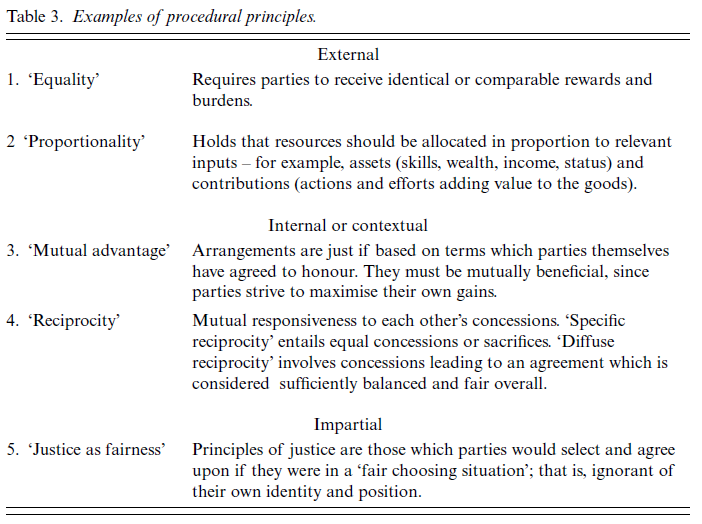 Table 3. Examples of procedural principles.
External
1. ‘Equality’ Requires parties to receive identical or comparable rewards and
burdens.
2 ‘Proportionality’ Holds that resources should be allocated in proportion to relevant
inputs – for example, assets (skills, wealth, income, status) and
contributions (actions and efforts adding value to the goods).
Internal or contextual
3. ‘Mutual advantage’ Arrangements are just if based on terms which parties themselves
have agreed to honour. They must be mutually beneficial, since
parties strive to maximise their own gains.
4. ‘Reciprocity’ Mutual responsiveness to each other’s concessions. ‘Specific
reciprocity’ entails equal concessions or sacrifices. ‘Diffuse
reciprocity’ involves concessions leading to an agreement which is
considered sufficiently balanced and fair overall.
Impartial
5. ‘Justice as fairness’ Principles of justice are those which parties would select and agree
upon if they were in a ‘fair choosing situation’; that is, ignorant of
their own identity and position.